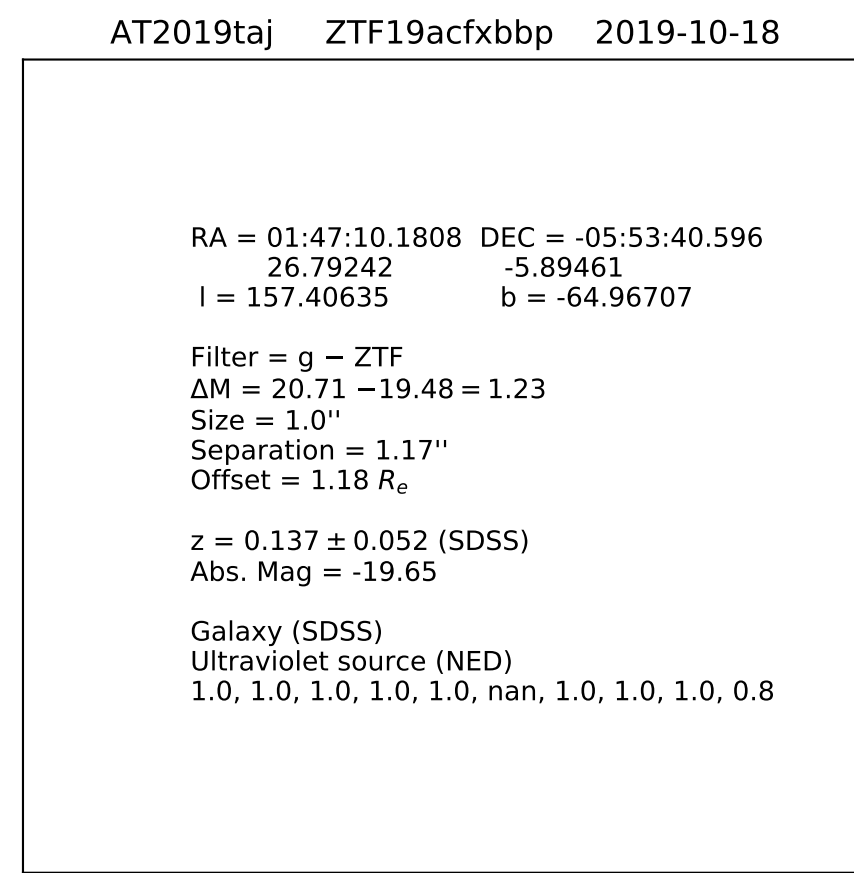 AT2019taj ZTF19acfxbbp 2019-10-18
RA = 01:47:10.1808 DEC = -05:53:40.596
26.79242 -5.89461
l = 157.40635 b = -64.96707
Filter = g − ZTF
ΔM = 20.71 −19.48 = 1.23
Size = 1.0''
Separation = 1.17''
Offset = 1.18 Rₑ
z = 0.137 ± 0.052 (SDSS)
Abs. Mag = -19.65
Galaxy (SDSS)
Ultraviolet source (NED)
1.0, 1.0, 1.0, 1.0, 1.0, nan, 1.0, 1.0, 1.0, 0.8